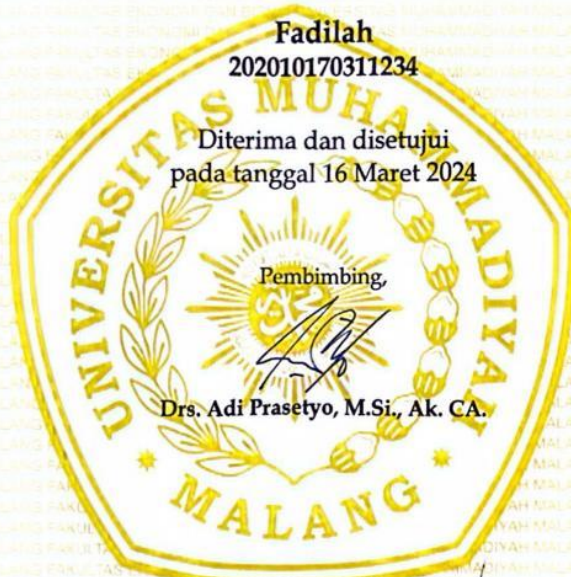 Fadilah
202010170311234
Diterima dan disetujui
pada tanggal 16 Maret 2024
Pembimbing,
Drs. Adi Prasetyo, M.Si., Ak. CA.
UNIVERSITAS MUHAMMADIYAH
MALANG